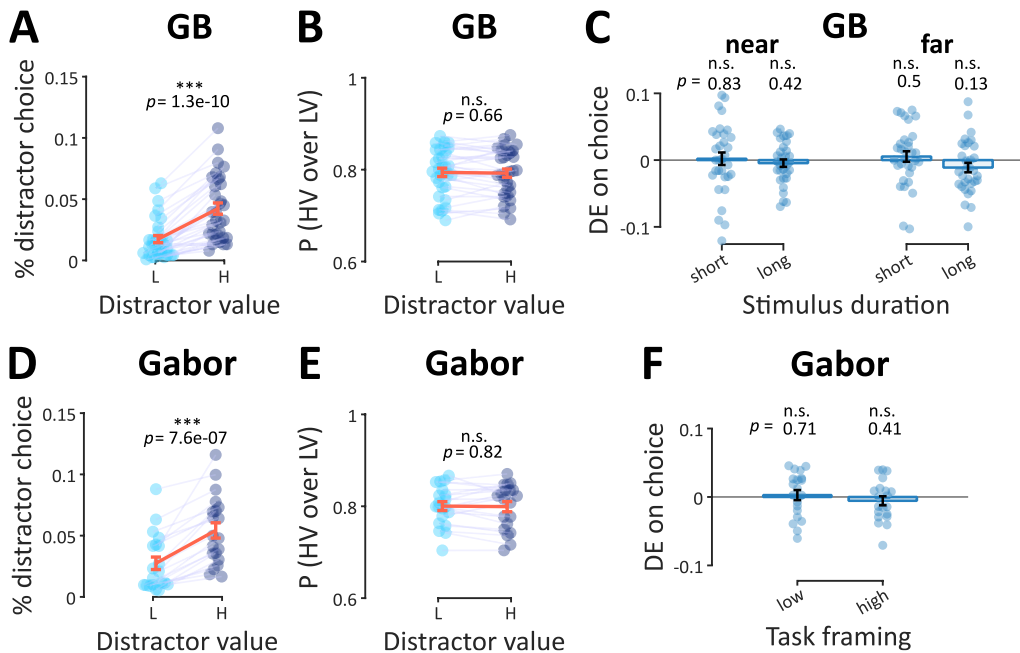 A
GB
% distractor choice
0.15
0.1
0.05
0
***
p = 1.3e-10
L
H
Distractor value
B
GB
P (HV over LV)
1
0.8
0.6
n.s.
p = 0.66
L
H
Distractor value
C
GB
near
far
n.s.
n.s.
n.s.
n.s.
p = 0.83
0.42
0.5
0.13
DE on choice
0.1
0
-0.1
short
long
short
long
Stimulus duration
D
Gabor
% distractor choice
0.15
0.1
0.05
0
***
p = 7.6e-07
L
H
Distractor value
E
Gabor
P (HV over LV)
1
0.8
0.6
n.s.
p = 0.82
L
H
Distractor value
F
Gabor
n.s.
n.s.
p = 0.71
0.41
DE on choice
0.1
0
-0.1
low
high
Task framing